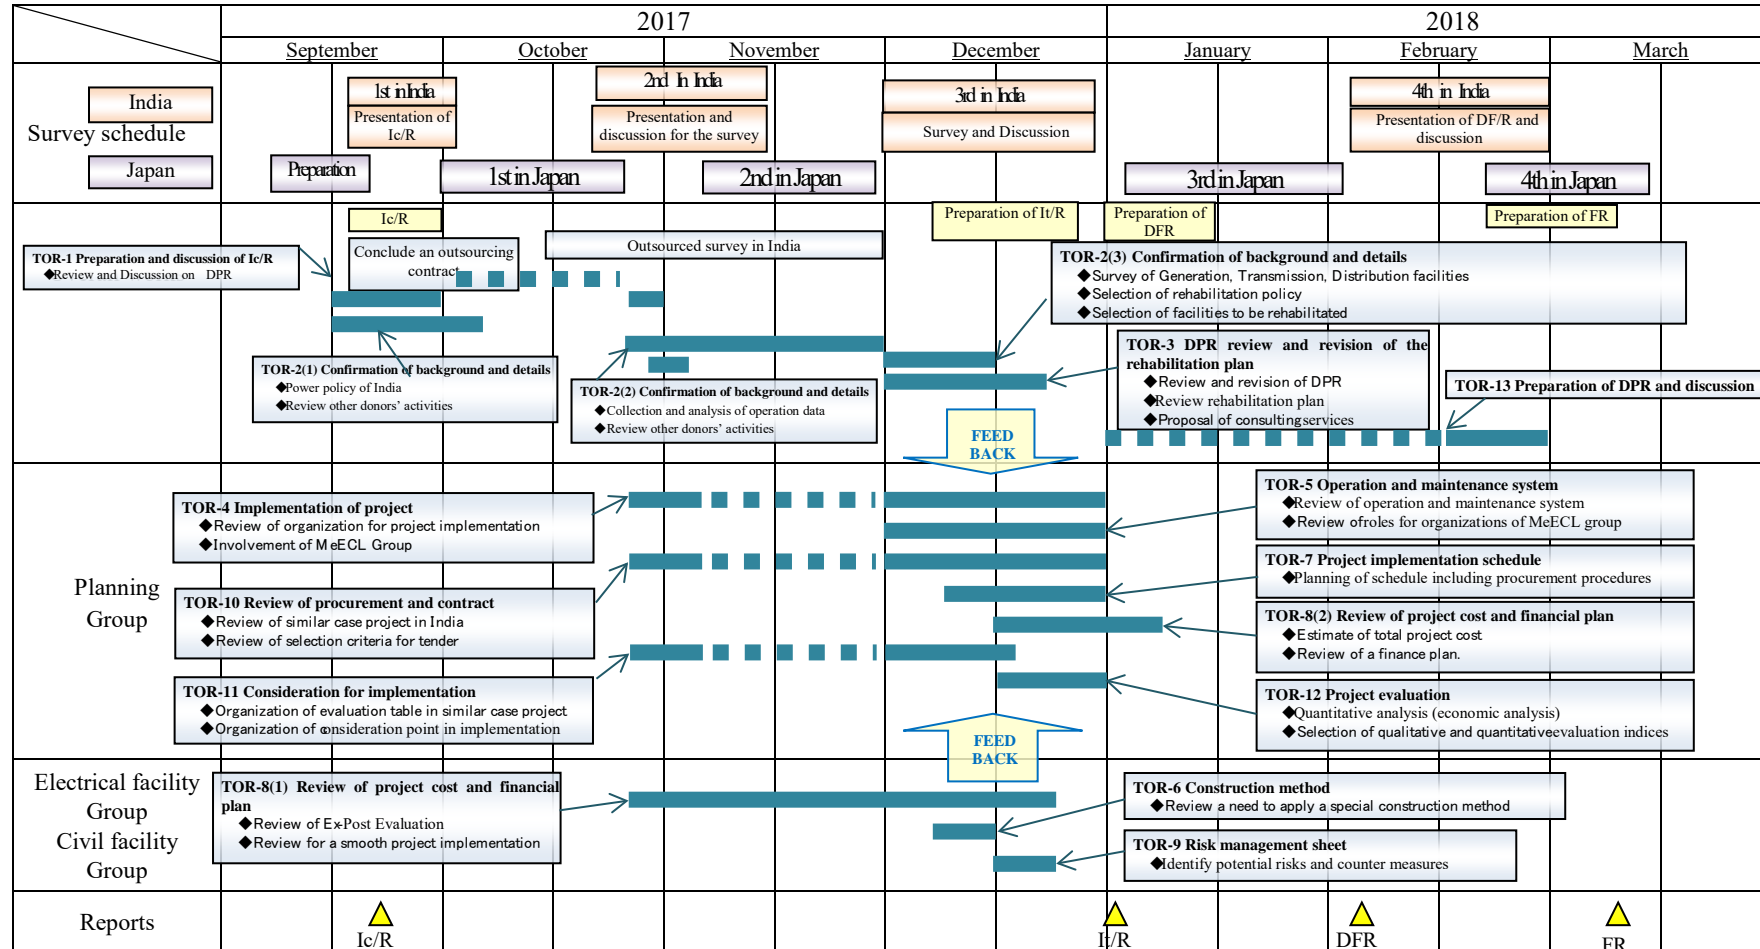 2017
2018
September
October
November
December
January
February
March
India
Survey schedule
Japan
1st in India
Presentation of
Ic/R
2nd In India
Presentation and
discussion for the survey
3rd in India
Survey and Discussion
4th in India
Presentation of DF/R and
discussion
Preparation
1st in Japan
2nd in Japan
3rd in Japan
4th in Japan
Ic/R
Preparation of It/R
Preparation of
DFR
Preparation of FR
Conclude an outsourcing
contract
Outsourced survey in India
TOR-1 Preparation and discussion of Ic/R
◆Review and Discussion on DPR
TOR-2(3) Confirmation of background and details
◆Survey of Generation, Transmission, Distribution facilities
◆Selection of rehabilitation policy
◆Selection of facilities to be rehabilitated
TOR-2(1) Confirmation of background and details
◆Power policy of India
◆Review other donors' activities
TOR-2(2) Confirmation of background and details
◆Collection and analysis of operation data
◆Review other donors' activities
TOR-3 DPR review and revision of the
rehabilitation plan
◆Review and revision of DPR
◆Review rehabilitation plan
◆Proposal of consulting services
TOR-13 Preparation of DPR and discussion
FEED
BACK
Planning
Group
TOR-4 Implementation of project
◆Review of organization for project implementation
◆Involvement of MeECL Group
TOR-10 Review of procurement and contract
◆Review of similar case project in India
◆Review of selection criteria for tender
TOR-11 Consideration for implementation
◆Organization of evaluation table in similar case project
◆Organization of consideration point in implementation
TOR-5 Operation and maintenance system
◆Review of operation and maintenance system
◆Review of roles for organizations of MeECL group
TOR-7 Project implementation schedule
◆Planning of schedule including procurement procedures
TOR-8(2) Review of project cost and financial plan
◆Estimate of total project cost
◆Review of a finance plan.
TOR-12 Project evaluation
◆Quantitative analysis (economic analysis)
◆Selection of qualitative and quantitative evaluation indices
FEED
BACK
Electrical facility
Group
Civil facility
Group
TOR-8(1) Review of project cost and financial
plan
◆Review of Ex-Post Evaluation
◆Review for a smooth project implementation
TOR-6 Construction method
◆Review a need to apply a special construction method
TOR-9 Risk management sheet
◆Identify potential risks and counter measures
Reports
Ic/R
It/R
DFR
FR